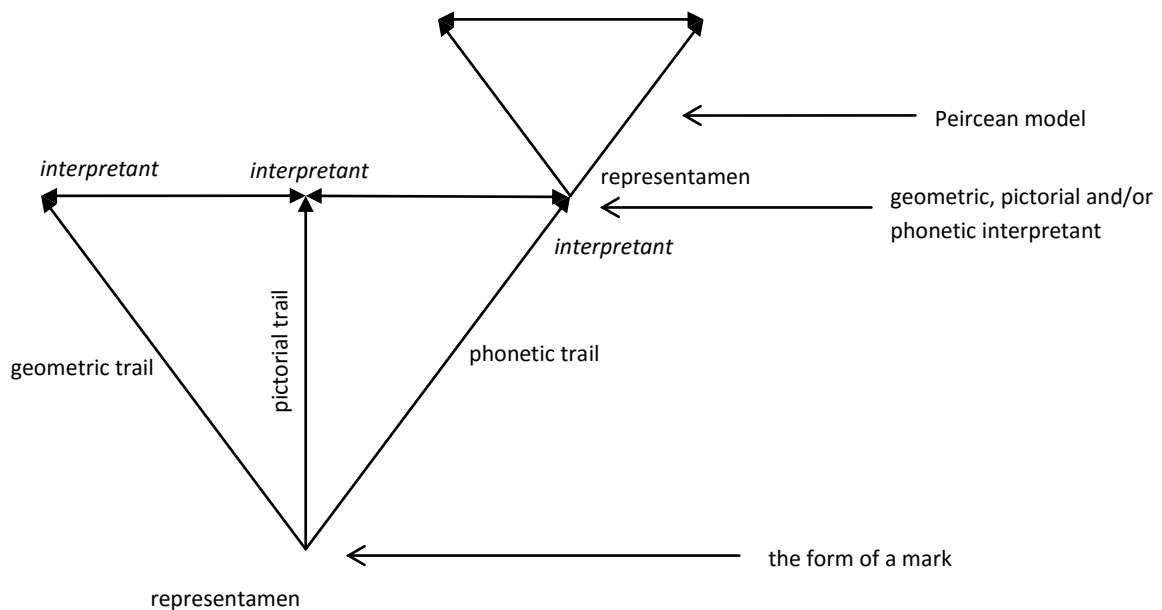 Peircean model
interpretant
interpretant
representamen
geometric, pictorial and/or
phonetic interpretant
interpretant
pictorial trail
geometric trail
phonetic trail
the form of a mark
representamen